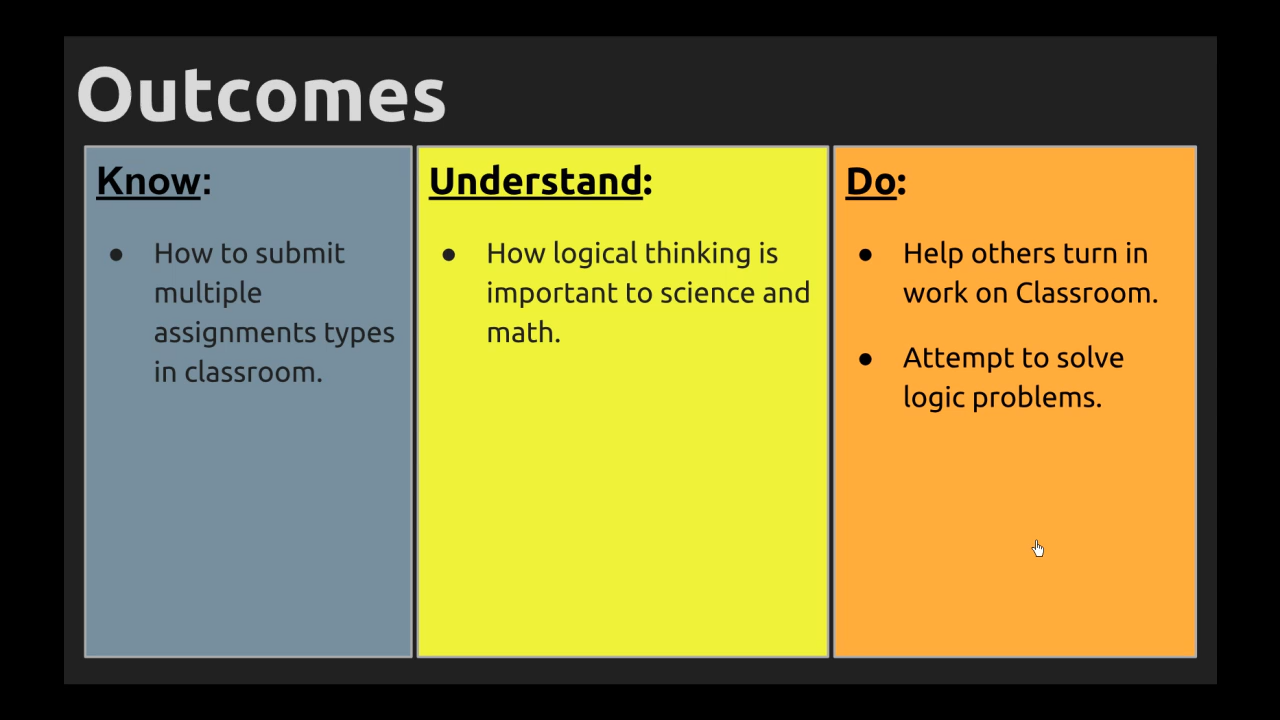 Outcomes
Know:
● How to submit
multiple
assignments types
in classroom.
Understand:
● How logical thinking is
important to science and
math.
Do:
● Help others turn in
work on Classroom.
● Attempt to solve
logic problems.